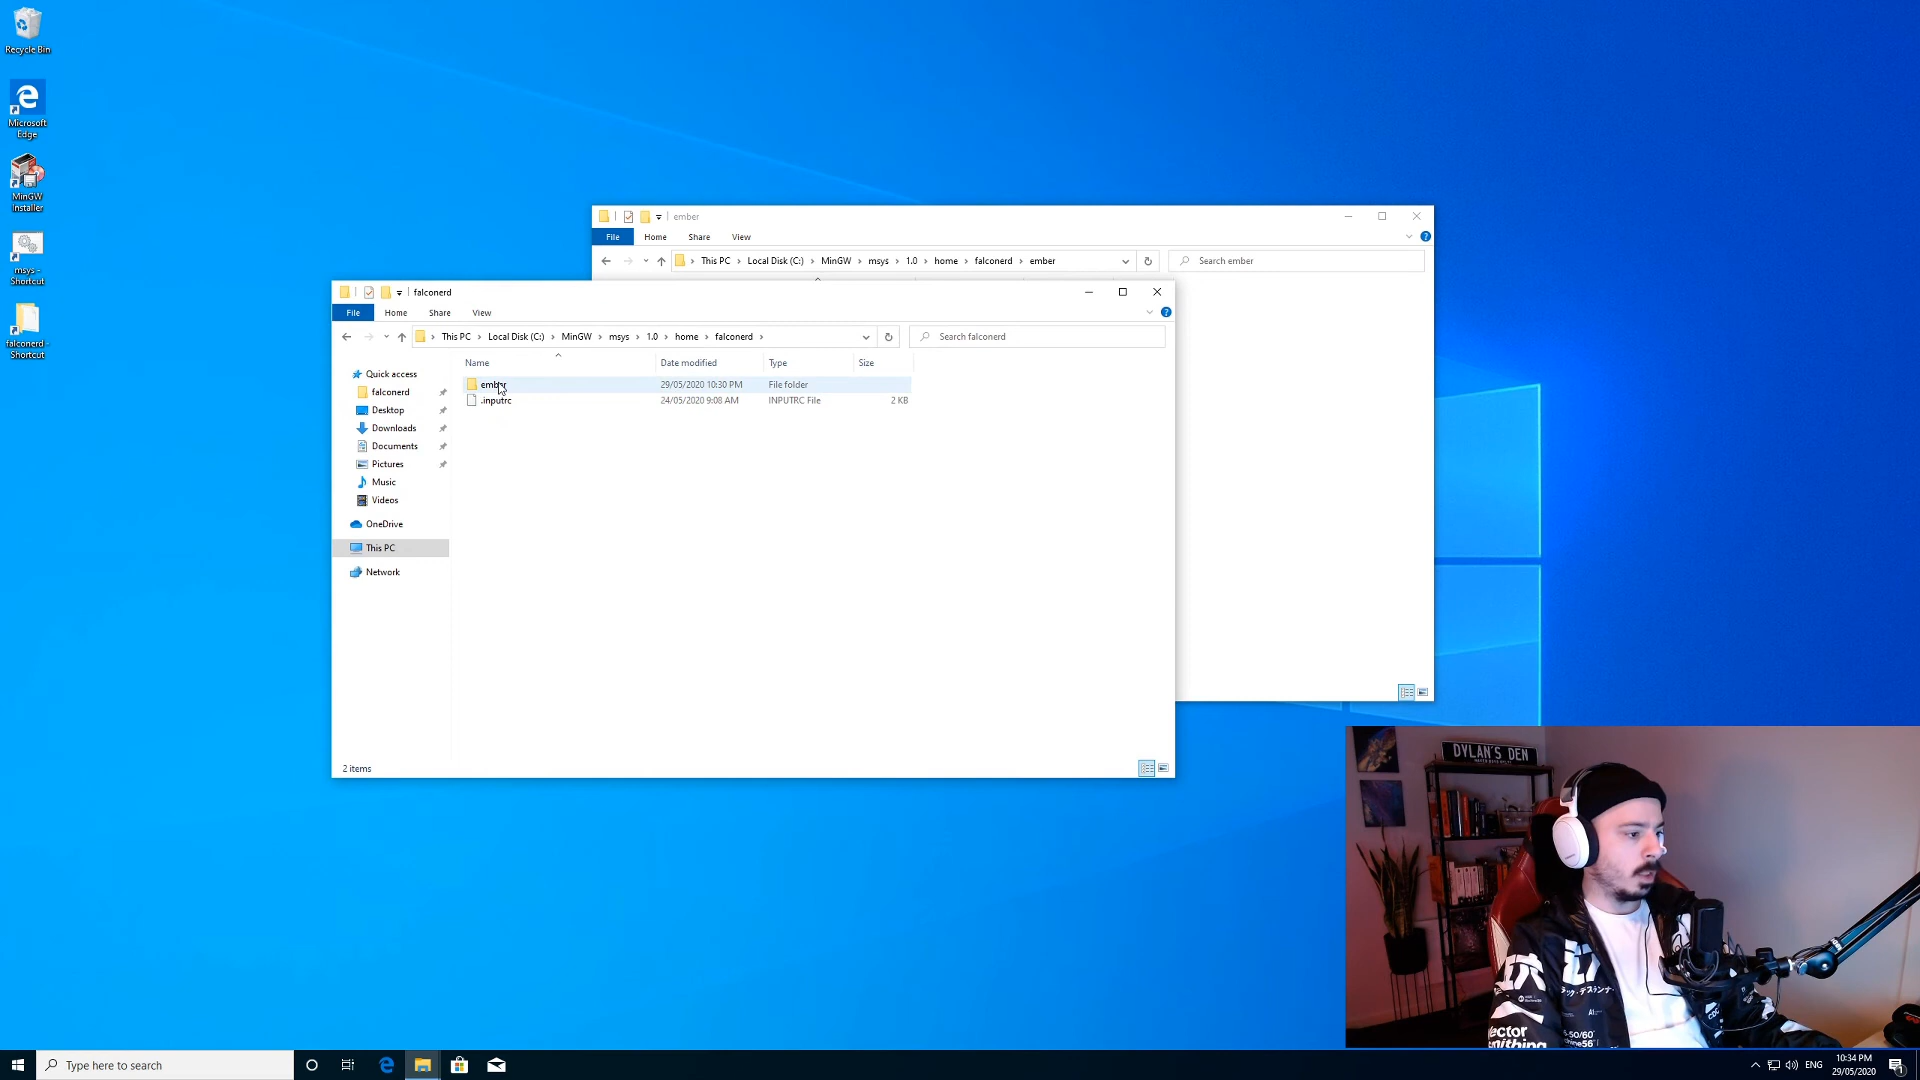 Recycle Bin
Microsoft
Edge
MinGW
Installer
msys -
Shortcut
falconerd -
Shortcut
ember
File Home Share View
This PC Local Disk (C:) MinGW msys 1.0 home falconerd ember
Search ember
falconerd
File Home Share View
This PC Local Disk (C:) MinGW msys 1.0 home falconerd
Search falconerd
Name Date modified Type Size
ember 29/05/2020 10:30 PM File folder
.inputrc 24/05/2020 9:08 AM INPUTRC File 2 KB
Quick access
falconerd
Desktop
Downloads
Documents
Pictures
Music
Videos
OneDrive
This PC
Network
2 items
DYLAN'S DEN
Type here to search
ENG
10:34 PM
29/05/2020